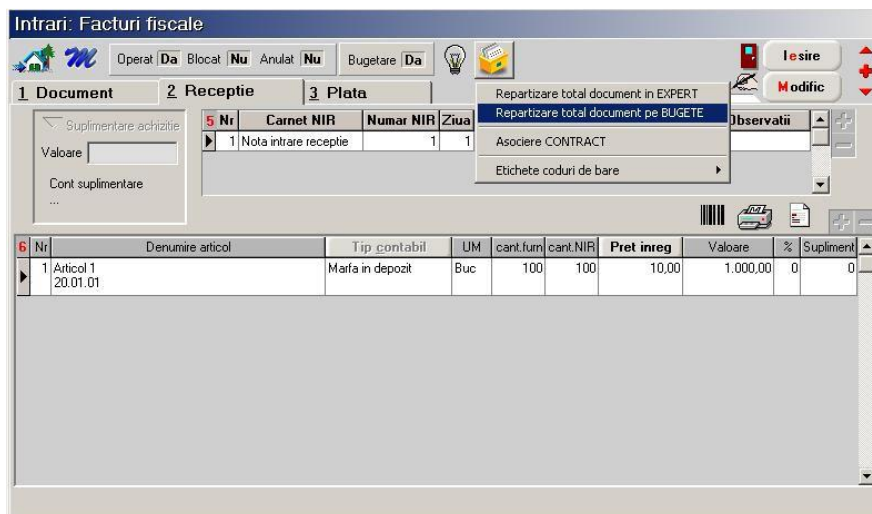 Intrari: Facturi fiscale
Operat Da Blocat Nu Anulat Nu Bugetare Da Iesire
1 Document 2 Receptie 3 Plata Modific
Repartizare total document in EXPERT
Repartizare total document pe BUGETE
Asociere CONTRACT
Etichete coduri de bare
Suplimentare achizitie
Valoare
Cont suplimentare
...
5 Nr Carnet NIR Numar NIR Ziua Observatii
1 Nota intrare receptie 1 1
6 Nr Denumire articol Tip contabil UM cant.furn cant.NIR Pret inreg Valoare % Supliment
1 Articol 1 Marfa in depozit Buc 100 100 10,00 1.000,00 0 0
20.01.01